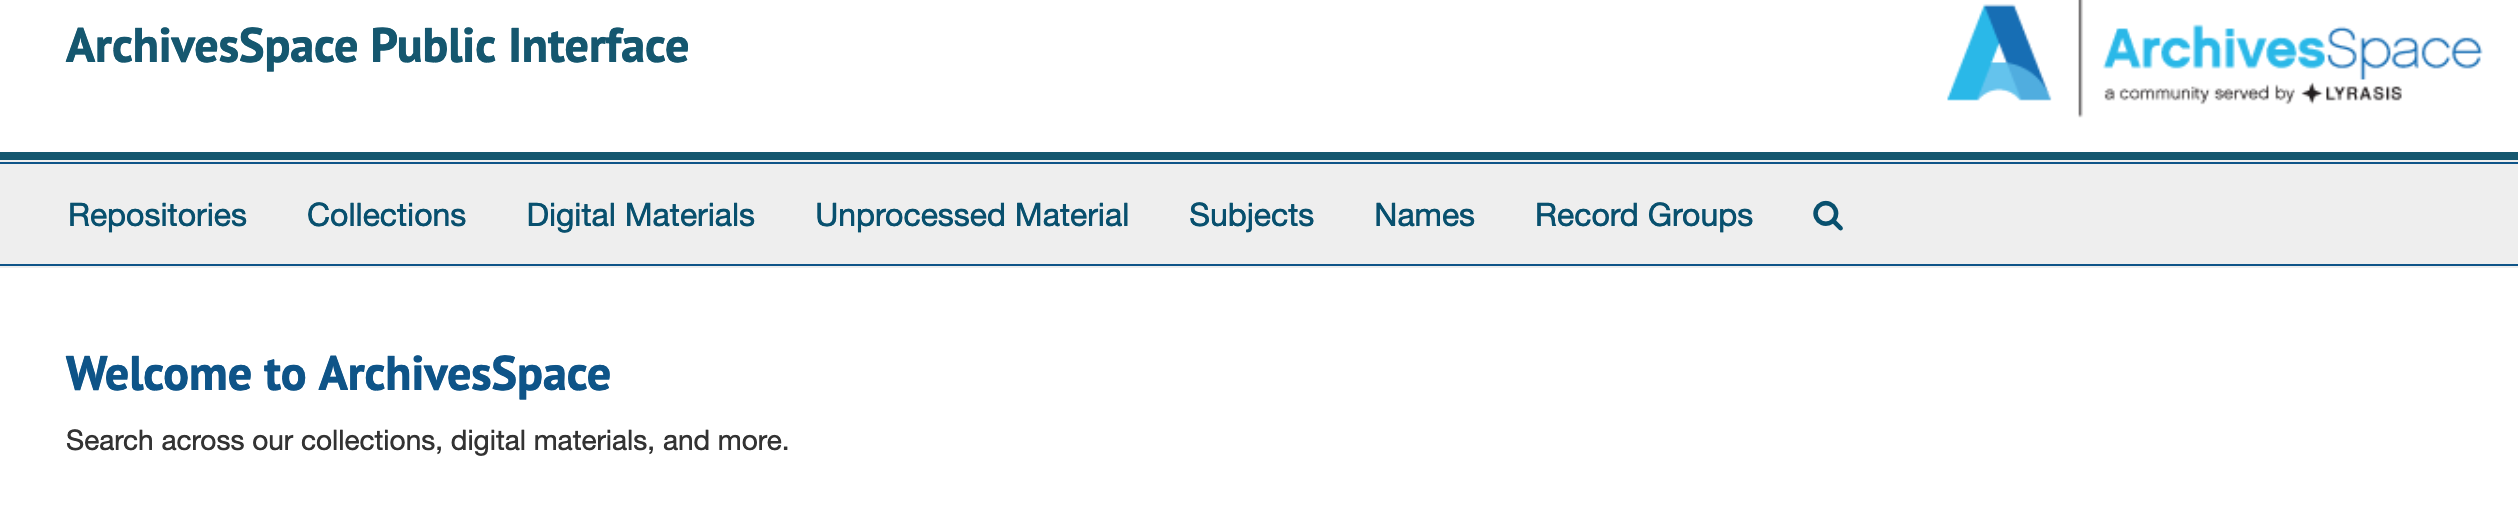 ArchivesSpace Public Interface
ArchivesSpace
a community served by LYRASIS
Repositories Collections Digital Materials Unprocessed Material Subjects Names Record Groups
Welcome to ArchivesSpace
Search across our collections, digital materials, and more.